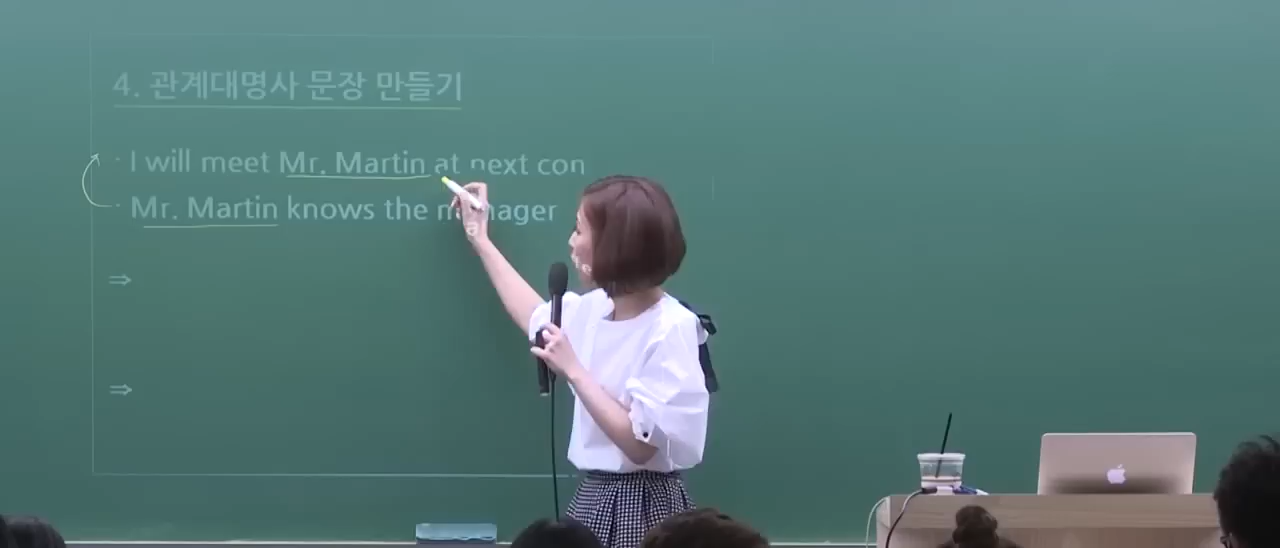 4. 관계대명사 문장 만들기
· I will meet Mr. Martin at next con
· Mr. Martin knows the manager
⇒
⇒